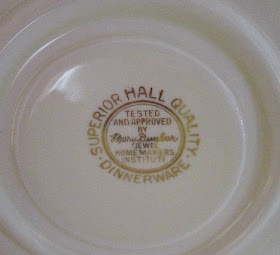 SUPERIOR HALL QUALITY
· DINNERWARE ·
TESTED
AND APPROVED
BY
Mary Dunbar
JEWEL
HOMEMAKERS
INSTITUTE